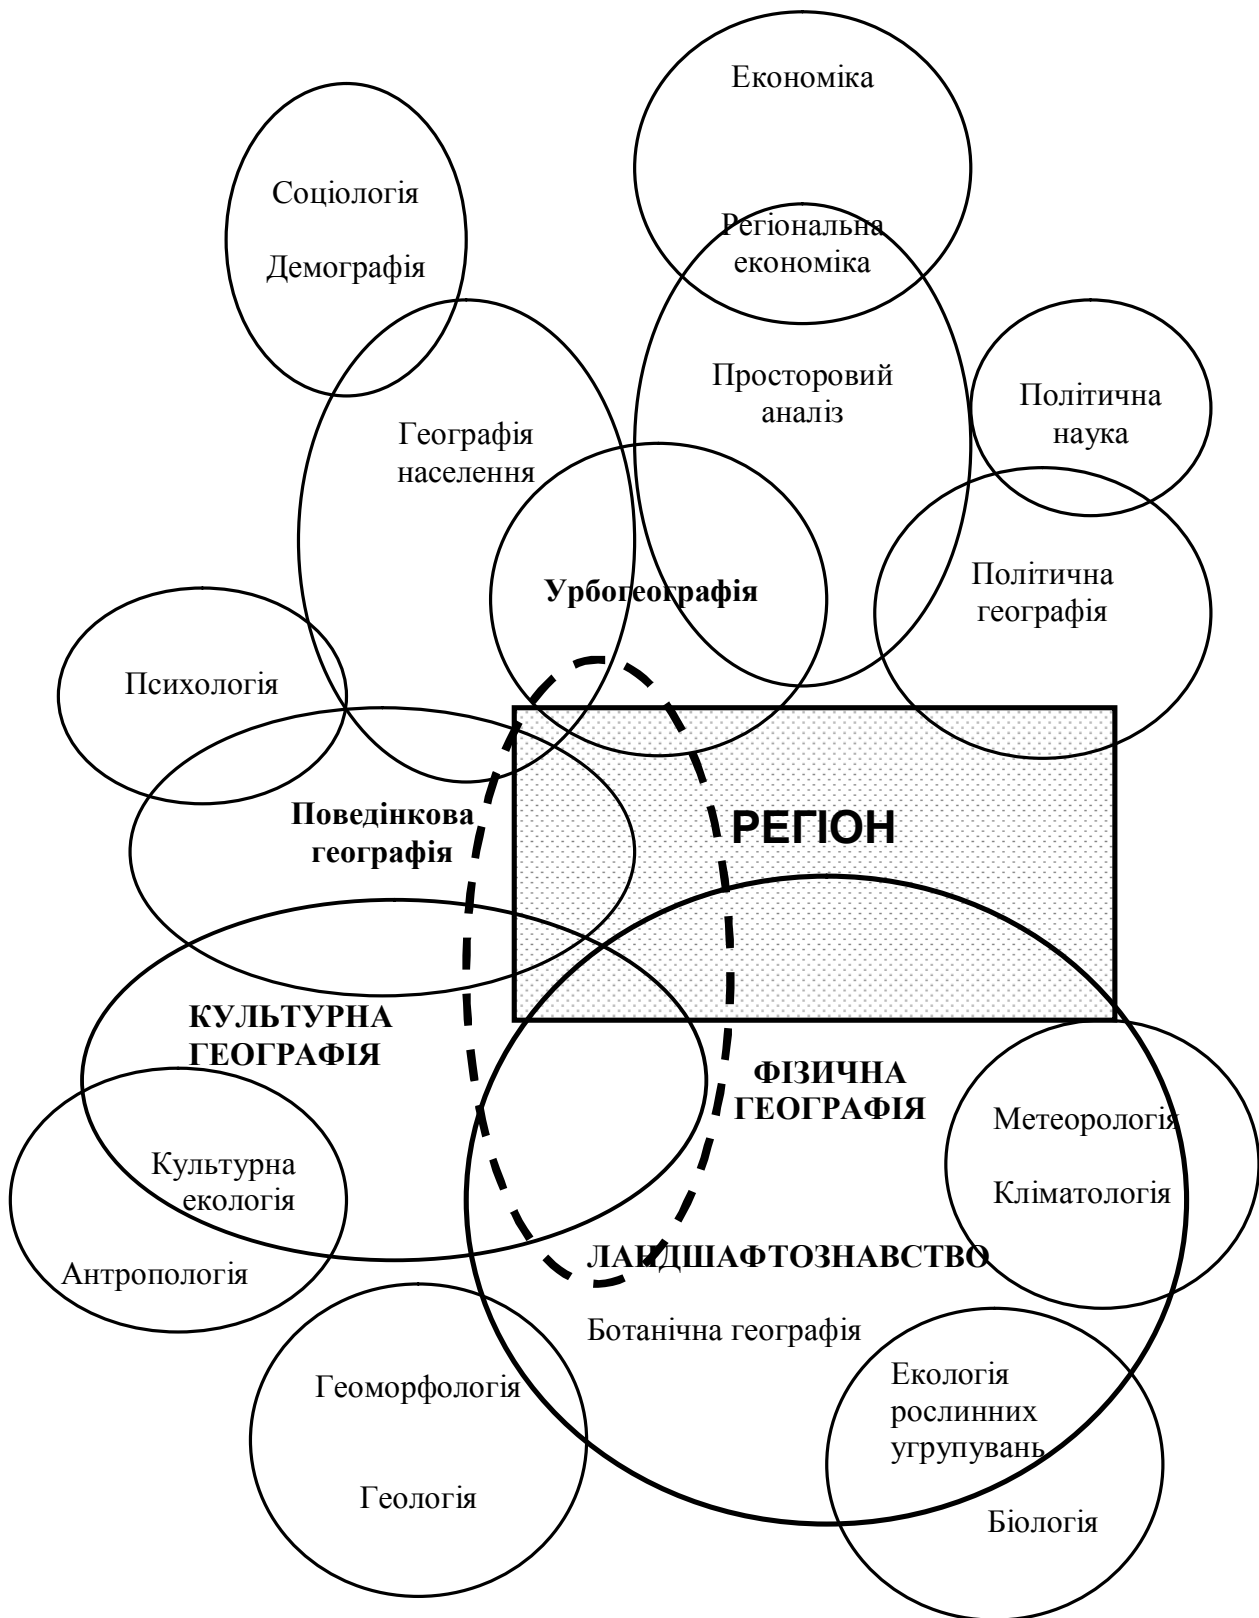 Економіка
Соціологія
Демографія
Регіональна
економіка
Просторовий
аналіз
Політична
наука
Географія
населення
Урбогеографія
Політична
географія
Психологія
Поведінкова
географія
РЕГІОН
КУЛЬТУРНА
ГЕОГРАФІЯ
ФІЗИЧНА
ГЕОГРАФІЯ
Метеорологія
Кліматологія
Культурна
екологія
Антропологія
ЛАНДШАФТОЗНАВСТВО
Ботанічна географія
Геоморфологія
Геологія
Екологія
рослинних
угрупувань
Біологія